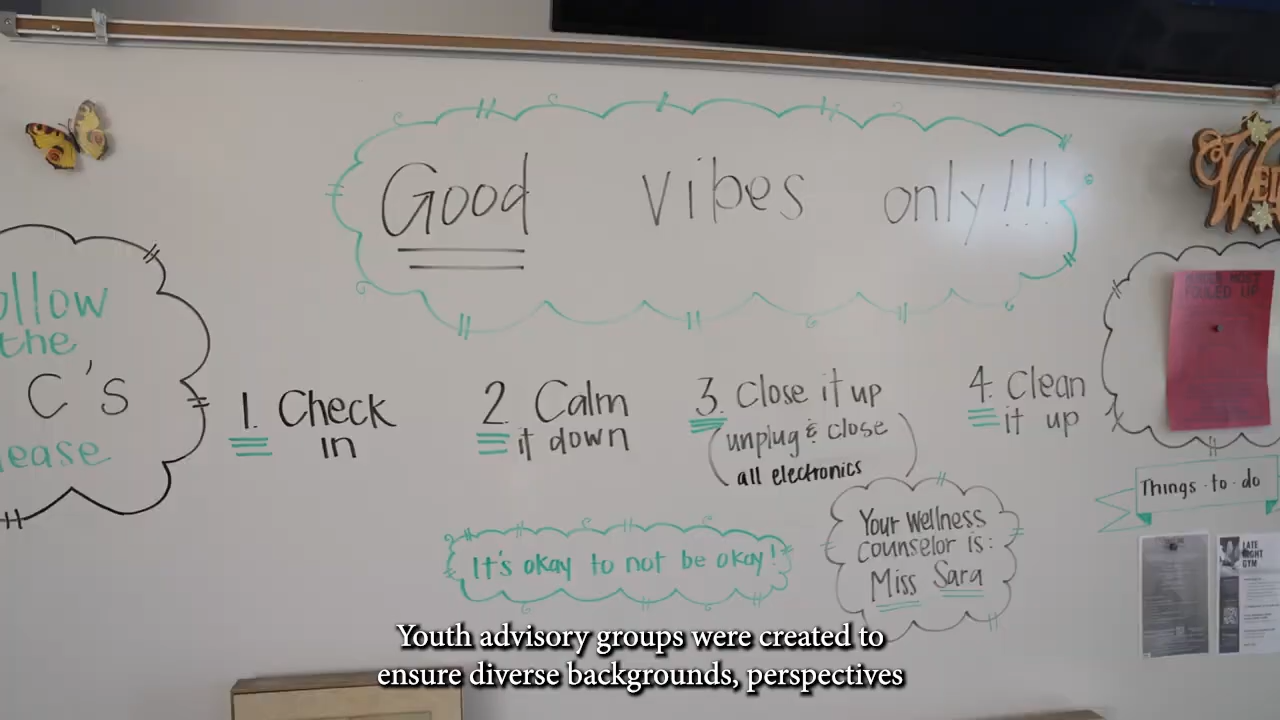 Good vibes only!!!
ollow
the
C's
ease
1. Check
in
2. Calm
it down
3. Close it up
(unplug & close
all electronics)
4. Clean
it up
It's okay to not be okay!
Your wellness
counselor is:
Miss Sara
FOULED UP
Things-to-do
LATE
NIGHT
GYM
Youth advisory groups were created to
ensure diverse backgrounds, perspectives